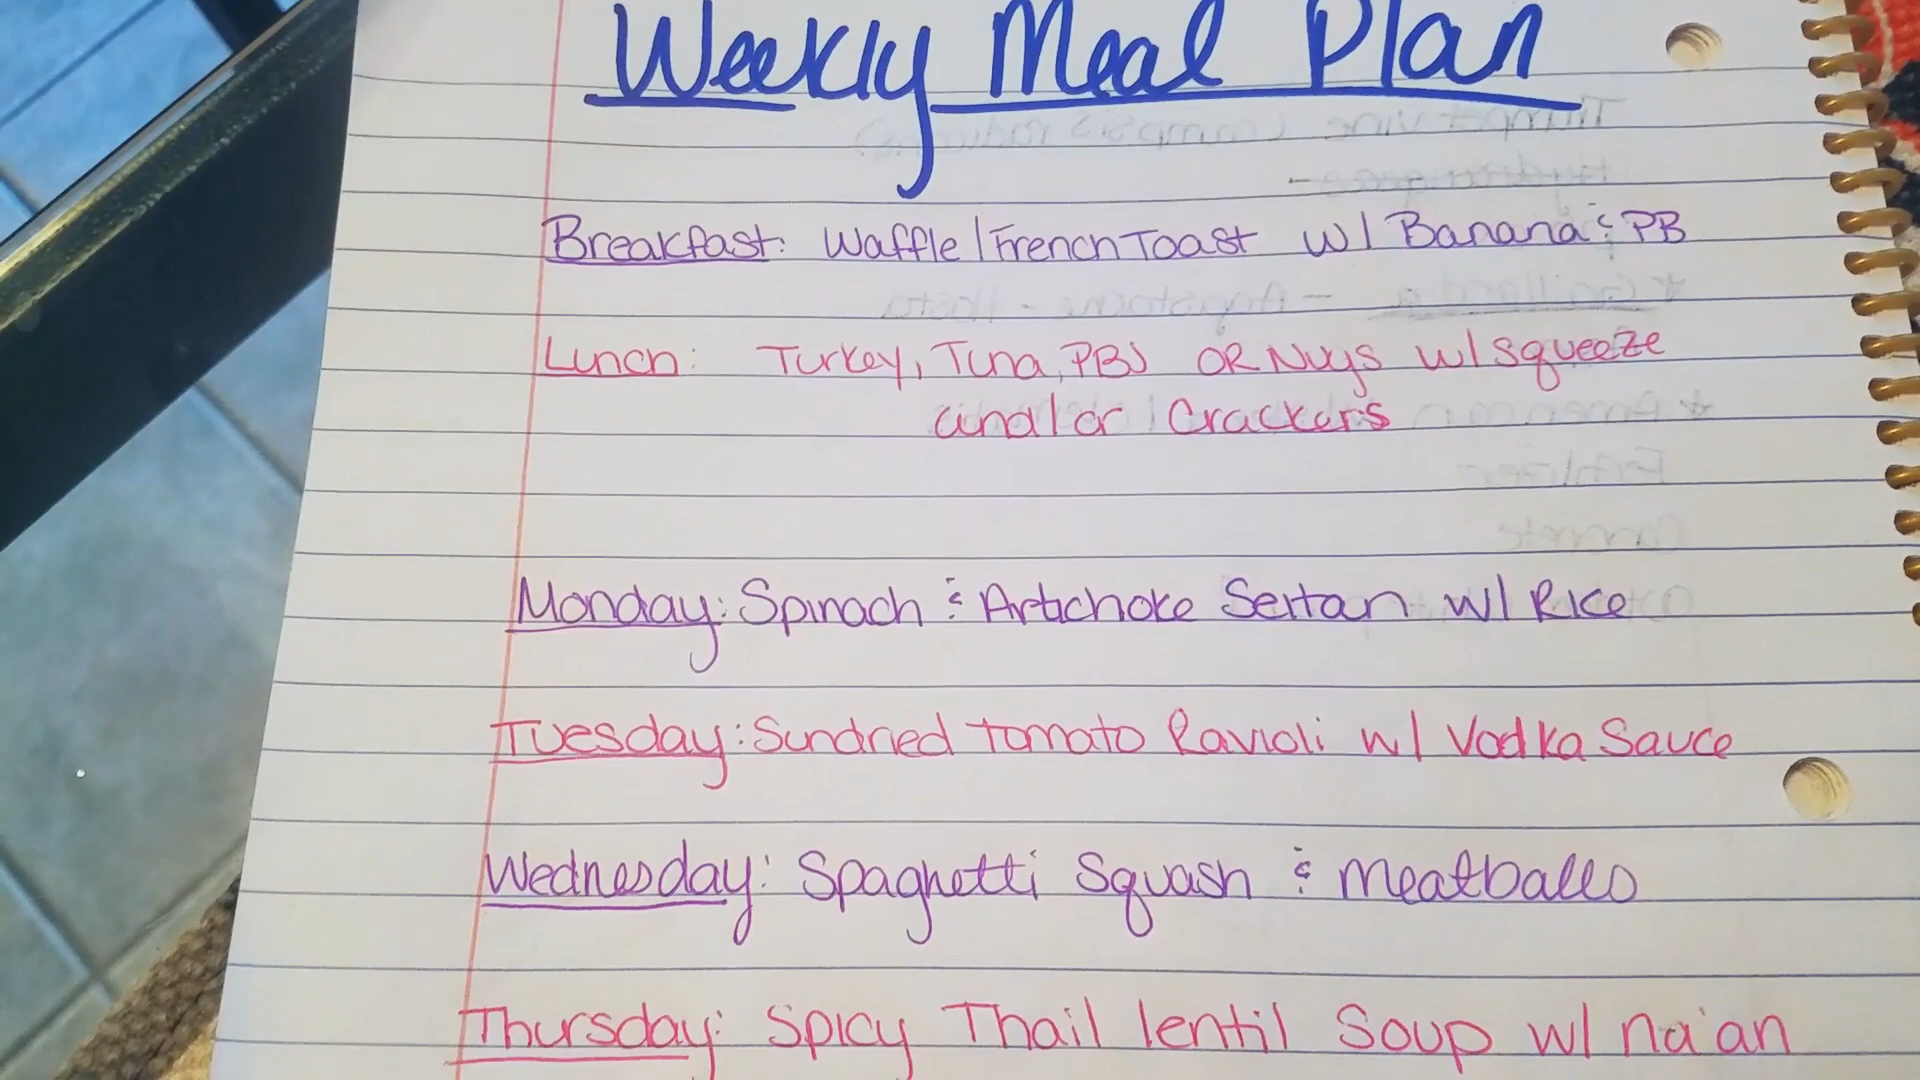 Weekly Meal Plan
Breakfast: Waffle/French Toast w/ Banana & PB
Lunch: Turkey, Tuna, PBJ OR Nugs w/ squeeze
and/or Crackers
Monday: Spinach & Artichoke Seitan w/ Rice
Tuesday: Sundried Tomato Ravioli w/ Vodka Sauce
Wednesday: Spaghetti Squash & Meatballs
Thursday: Spicy Thail lentil Soup w/ na'an